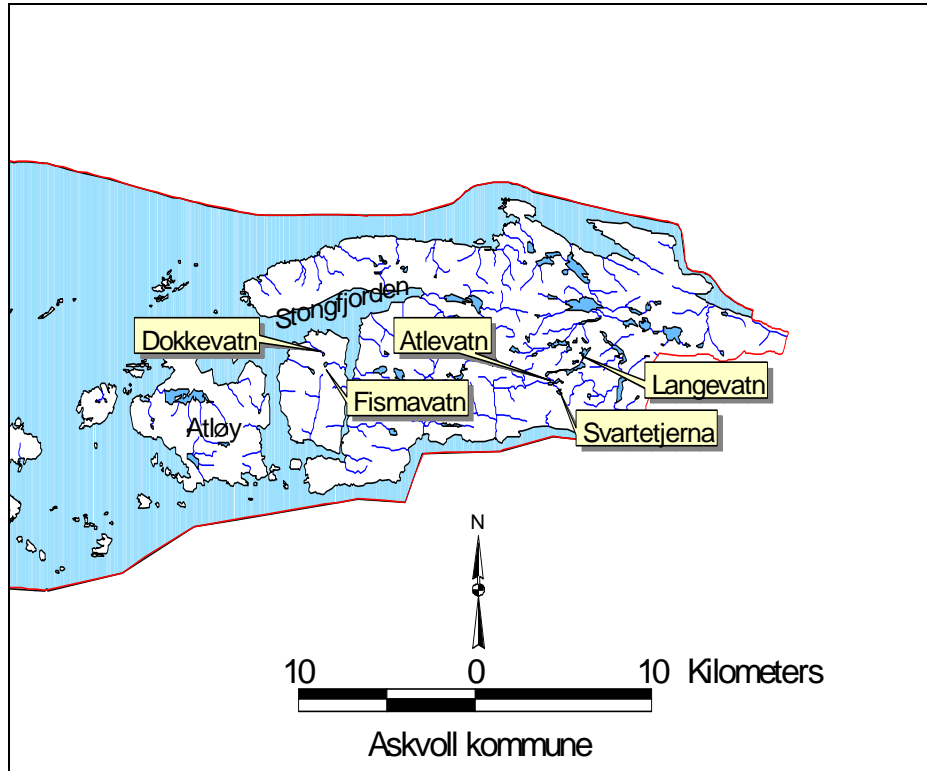 Stongfjorden
Dokkevatn
Atlevatn
Langevatn
Fismavatn
Atløy
Svartetjerna
N
10 0 10 Kilometers
Askvoll kommune